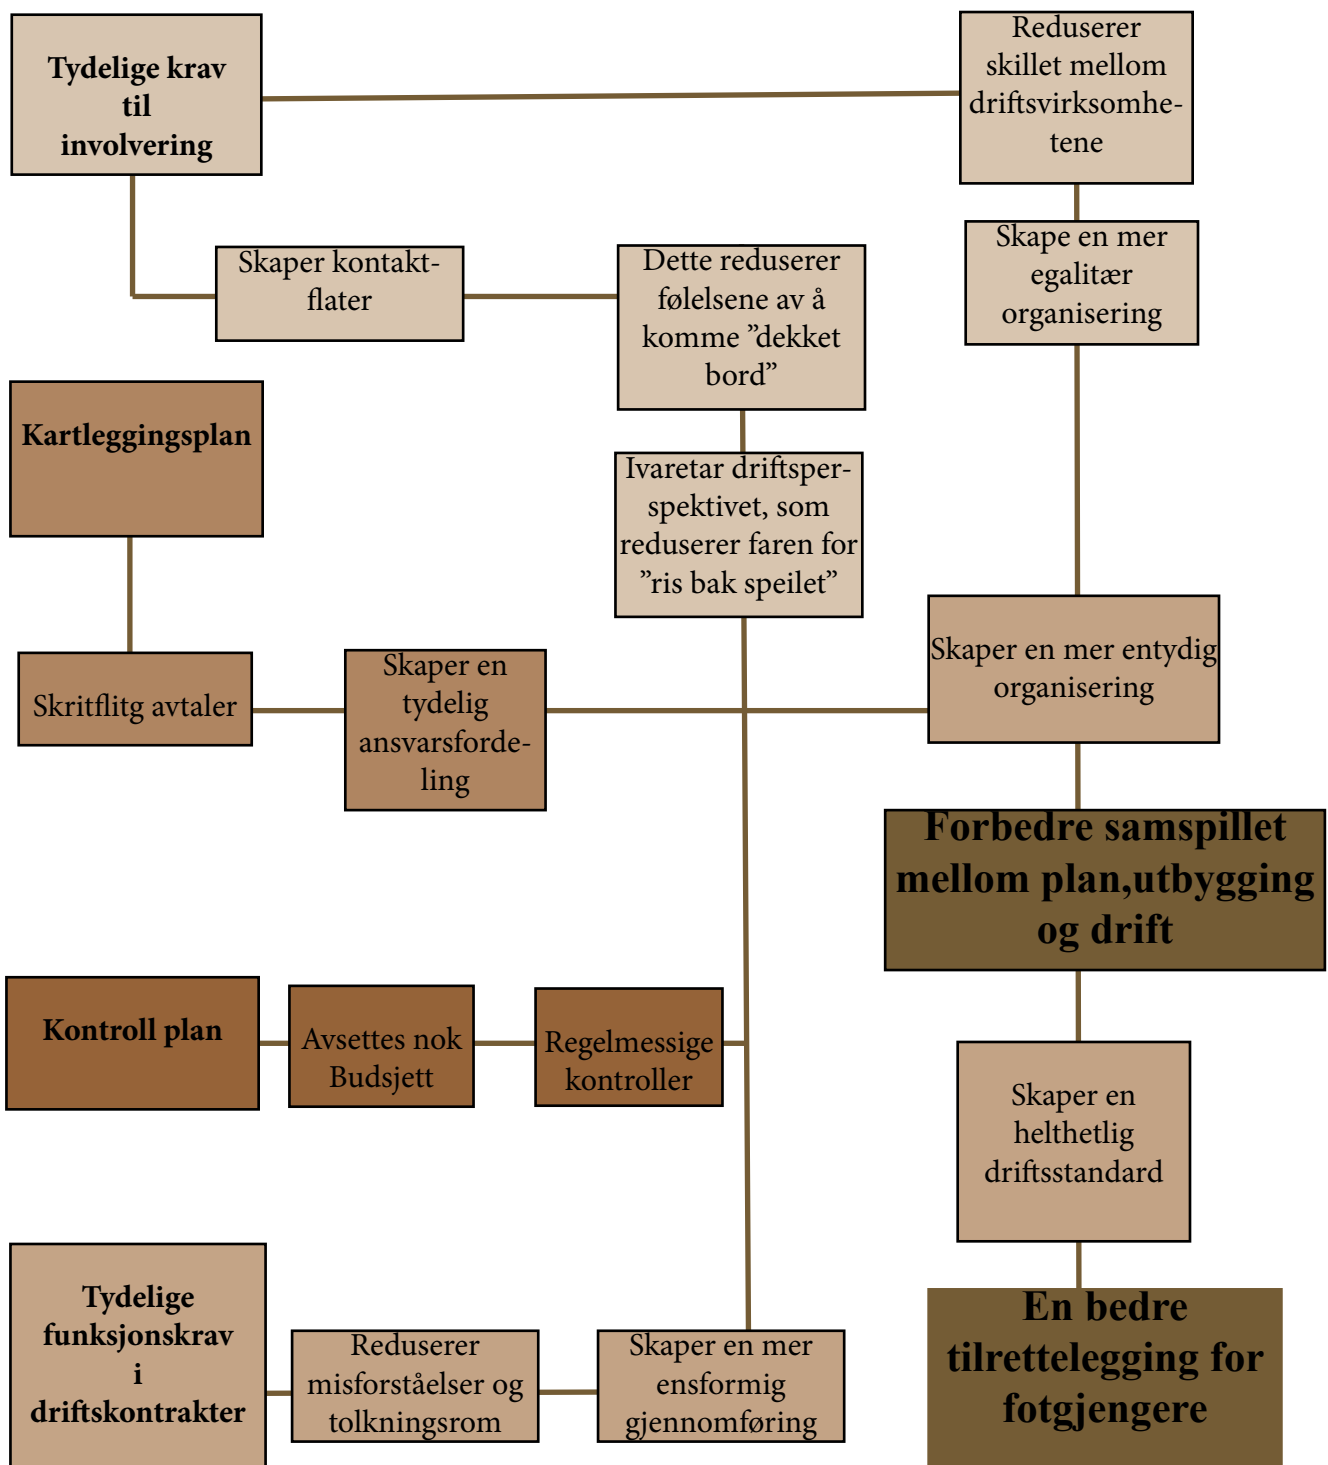 Tydelige krav
til
involvering
Reduserer
skillet mellom
driftsvirksomhe-
tene
Skaper kontakt-
flater
Dette reduserer
følelsene av å
komme ”dekket
bord”
Skape en mer
egalitær
organisering
Kartleggingsplan
Ivaretar driftsper-
spektivet, som
reduserer faren for
”ris bak speilet”
Skritflitg avtaler
Skaper en
tydelig
ansvarsforde-
ling
Skaper en mer entydig
organisering
Forbedre samspillet
mellom plan,utbygging
og drift
Kontroll plan
Avsettes nok
Budsjett
Regelmessige
kontroller
Skaper en
helthetlig
driftsstandard
Tydelige
funksjonskrav
i
driftskontrakter
Reduserer
misforståelser og
tolkningsrom
Skaper en mer
ensformig
gjennomføring
En bedre
tilrettelegging for
fotgjengere